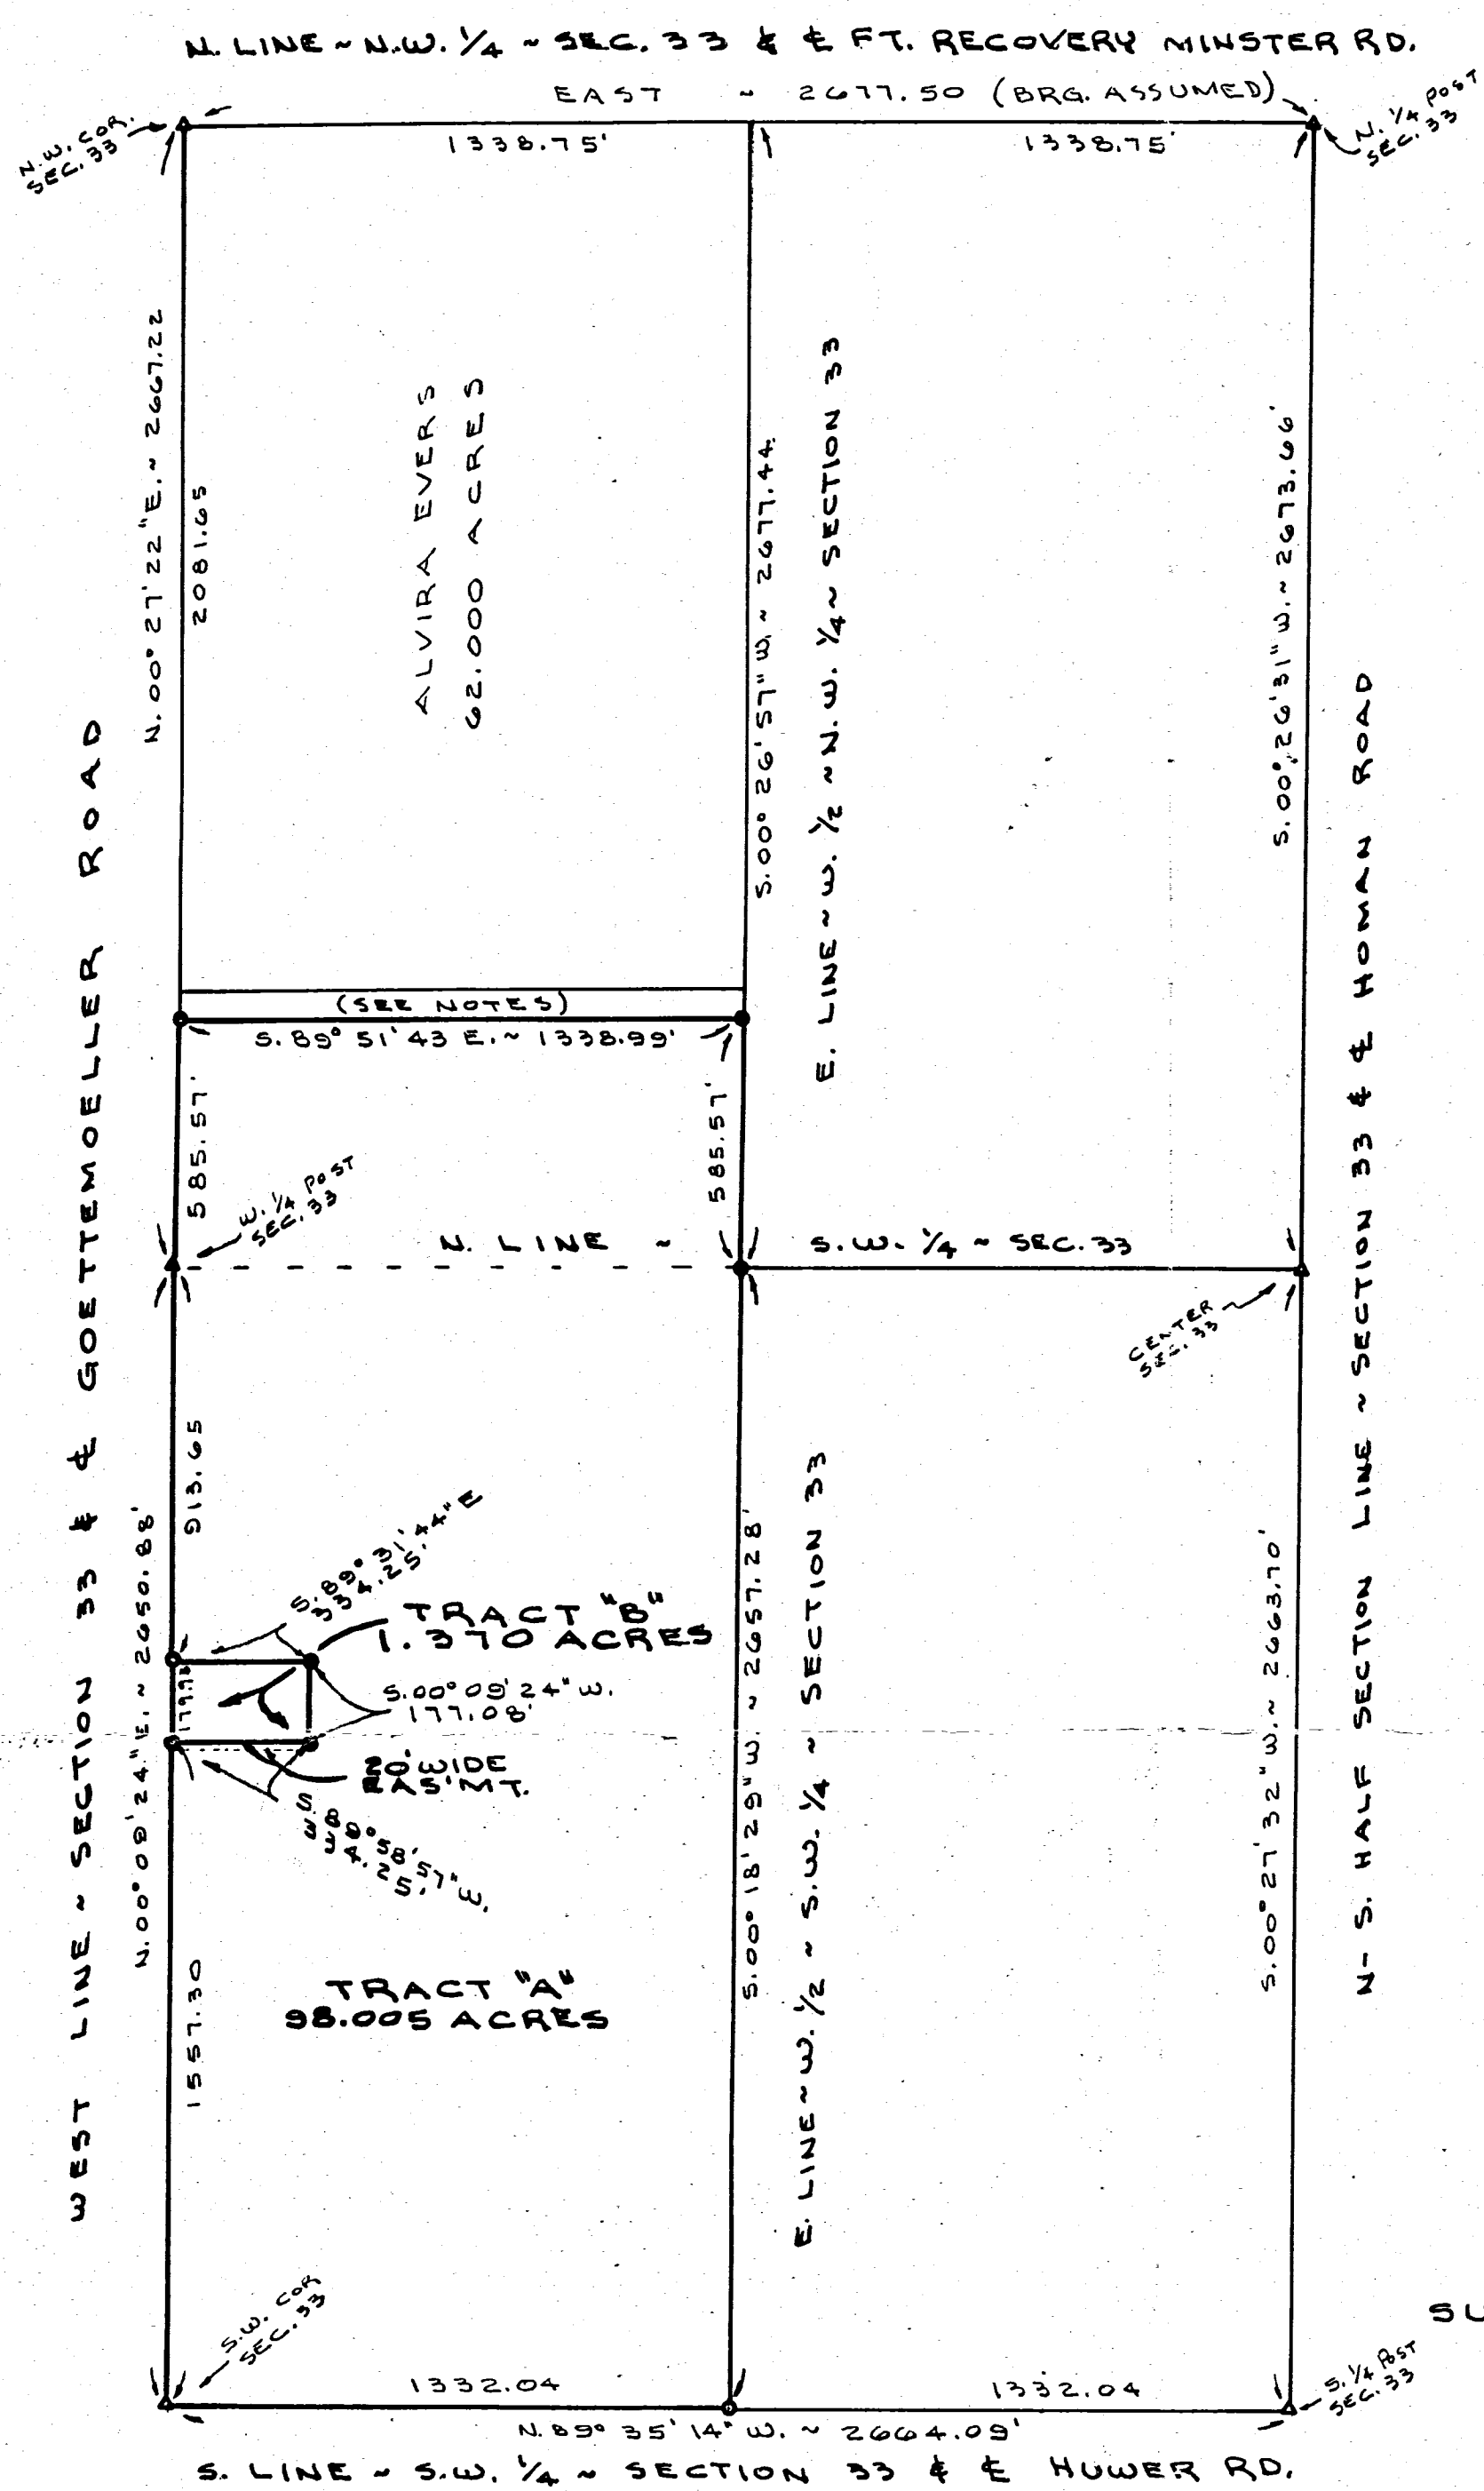 N. LINE ~ N.W. 1/4 ~ SEC. 33 & ℄ FT. RECOVERY MINSTER RD.
EAST ~ 2677.50 (BRG. ASSUMED)
N.W. COR.
SEC. 33
1338.75'
1338.75'
N. 1/4 POST
SEC. 33
N. 00° 27' 22" E. ~ 2667.22
2081.65
ALVIRA EVERS
62.000 ACRES
S. 00° 26' 57" W. ~ 2677.44
E. LINE ~ W. 1/2 ~ N.W. 1/4 ~ SECTION 33
S. 00° 26' 31" W. ~ 2673.66'
(SEE NOTES)
S. 89° 51' 43 E. ~ 1338.99'
585.57'
585.57'
W. 1/4 POST
SEC. 33
N. LINE ~ S.W. 1/4 ~ SEC. 33
CENTER
SEC. 33
WEST LINE ~ SECTION 33 & ℄ GOETTEMOELLER ROAD
N-S. HALF SECTION LINE ~ SECTION 33 & ℄ HOMAN ROAD
913.65
N. 00° 09' 24" E. ~ 2650.88'
S. 89° 31' 44" E
334.25'
TRACT "B"
1.370 ACRES
179.93
S. 00° 09' 24" W.
177.08'
20' WIDE
EAS'MT.
S. 89° 58' 57" W.
334.25'
S. 00° 18' 29" W. ~ 2657.28'
E. LINE ~ W. 1/2 ~ S.W. 1/4 ~ SECTION 33
S. 00° 27' 32" W. ~ 2663.70'
1557.30
TRACT "A"
98.005 ACRES
S.W. COR
SEC. 33
SU
S. 1/4 POST
SEC. 33
1332.04
1332.04
N. 89° 35' 14" W. ~ 2664.09'
S. LINE ~ S.W. 1/4 ~ SECTION 33 & ℄ HUWER RD.